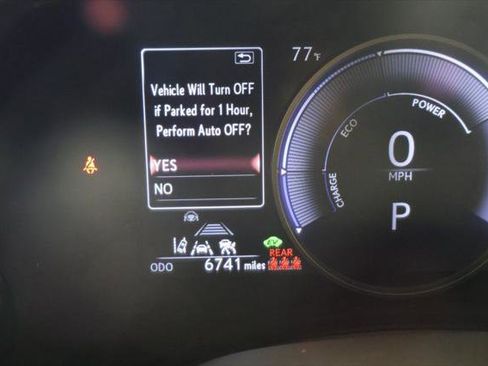 77°F
Vehicle Will Turn OFF
if Parked for 1 Hour,
Perform Auto OFF?
YES
NO
CHARGE
ECO
POWER
0
MPH
P
EV
REAR
ODO 6741 miles